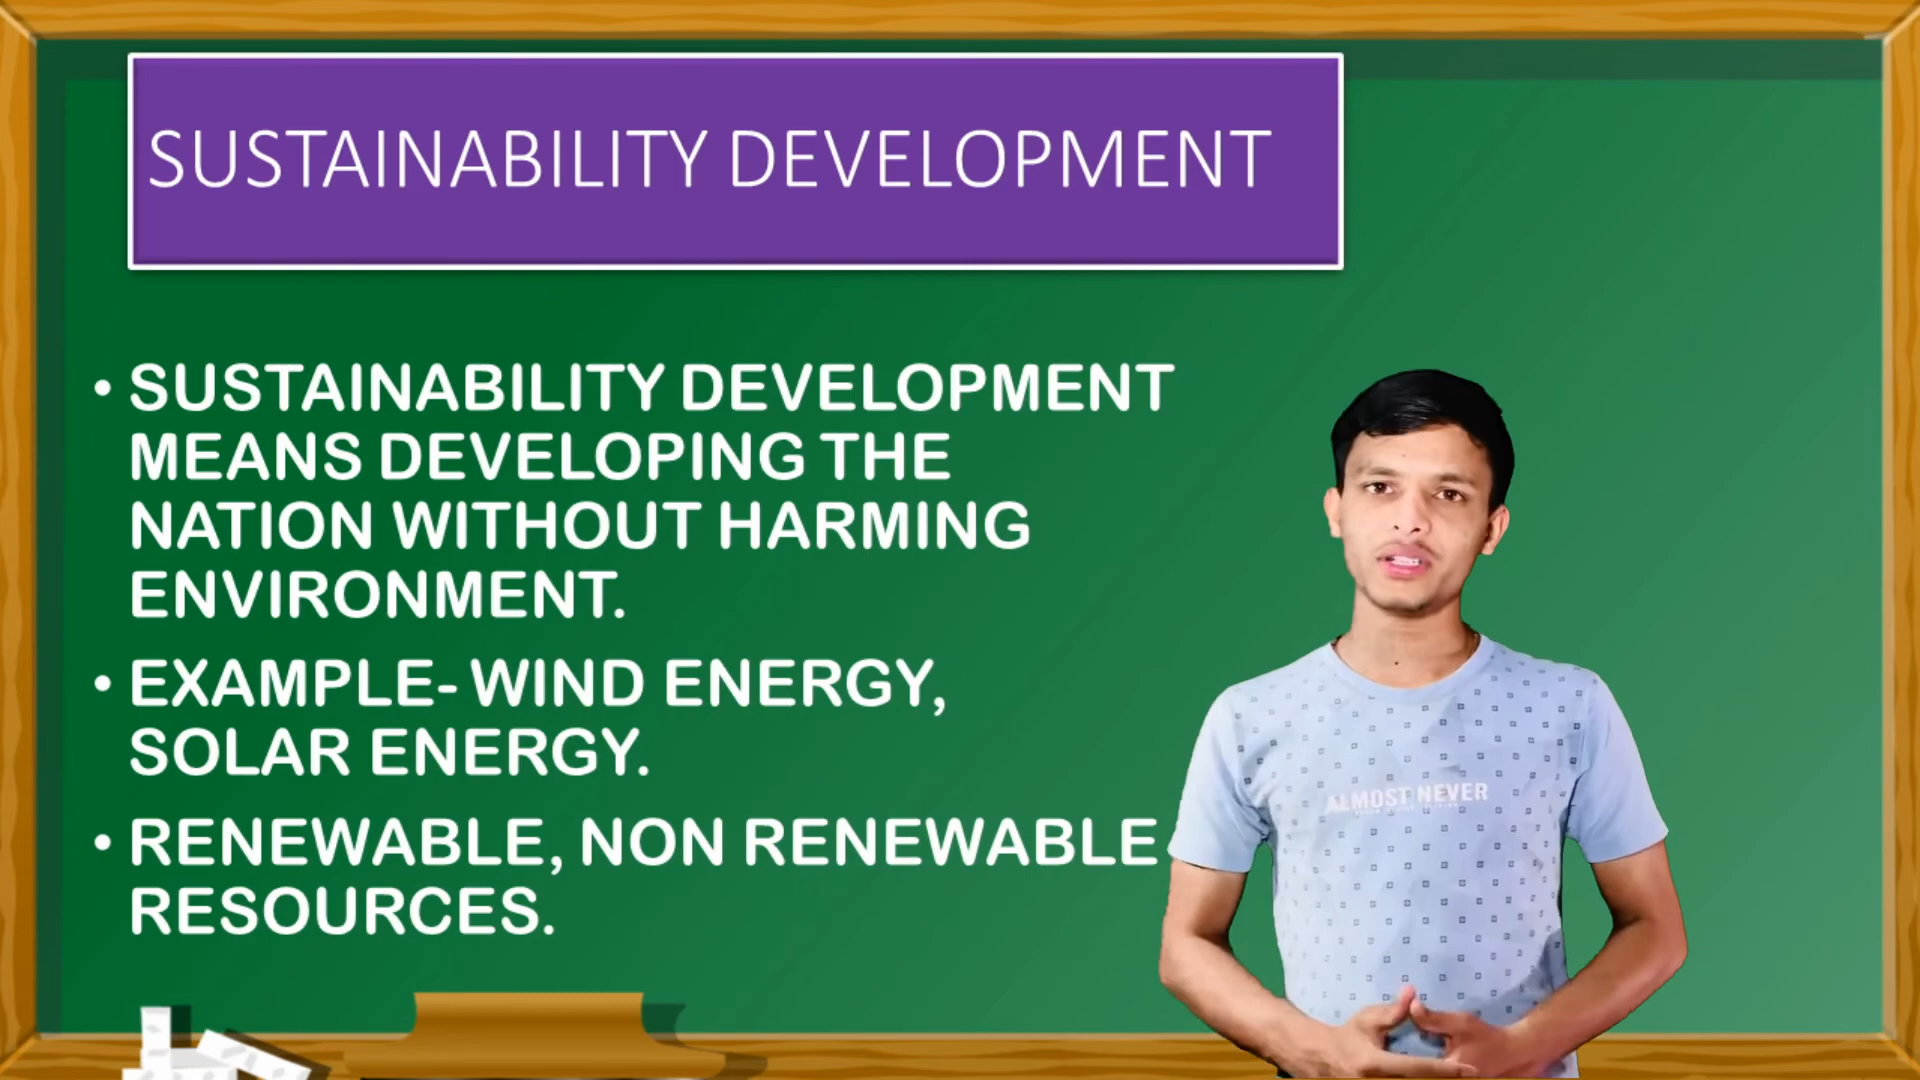 SUSTAINABILITY DEVELOPMENT
• SUSTAINABILITY DEVELOPMENT
MEANS DEVELOPING THE
NATION WITHOUT HARMING
ENVIRONMENT.
• EXAMPLE- WIND ENERGY,
SOLAR ENERGY.
• RENEWABLE, NON RENEWABLE
RESOURCES.
ALMOST NEVER